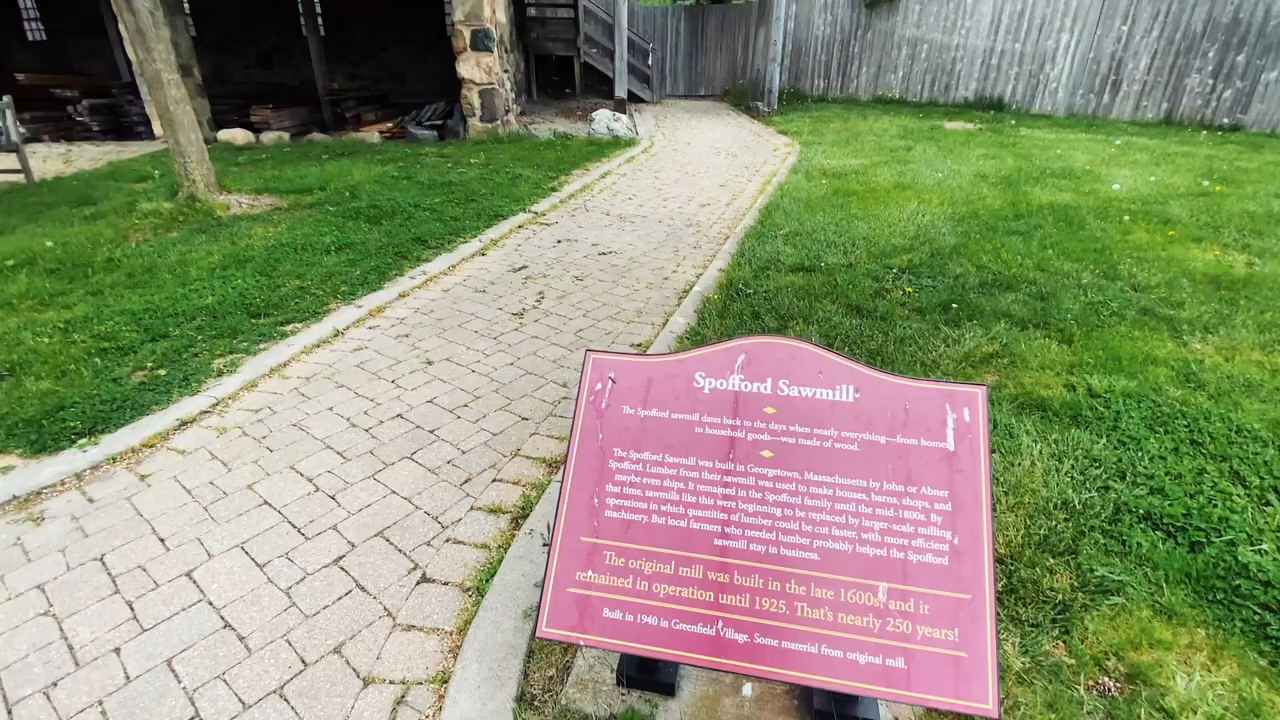 Spofford Sawmill
The Spofford sawmill dates back to the days when nearly everything—from homes
to household goods—was made of wood.
The Spofford Sawmill was built in Georgetown, Massachusetts by John or Abner
Spofford. Lumber from their sawmill was used to make houses, barns, shops, and
maybe even ships. It remained in the Spofford family until the mid-1800s. By
that time, sawmills like this were beginning to be replaced by larger-scale milling
operations in which quantities of lumber could be cut faster, with more efficient
machinery. But local farmers who needed lumber probably helped the Spofford
sawmill stay in business.
The original mill was built in the late 1600s, and it
remained in operation until 1925. That's nearly 250 years!
Built in 1940 in Greenfield Village. Some material from original mill.